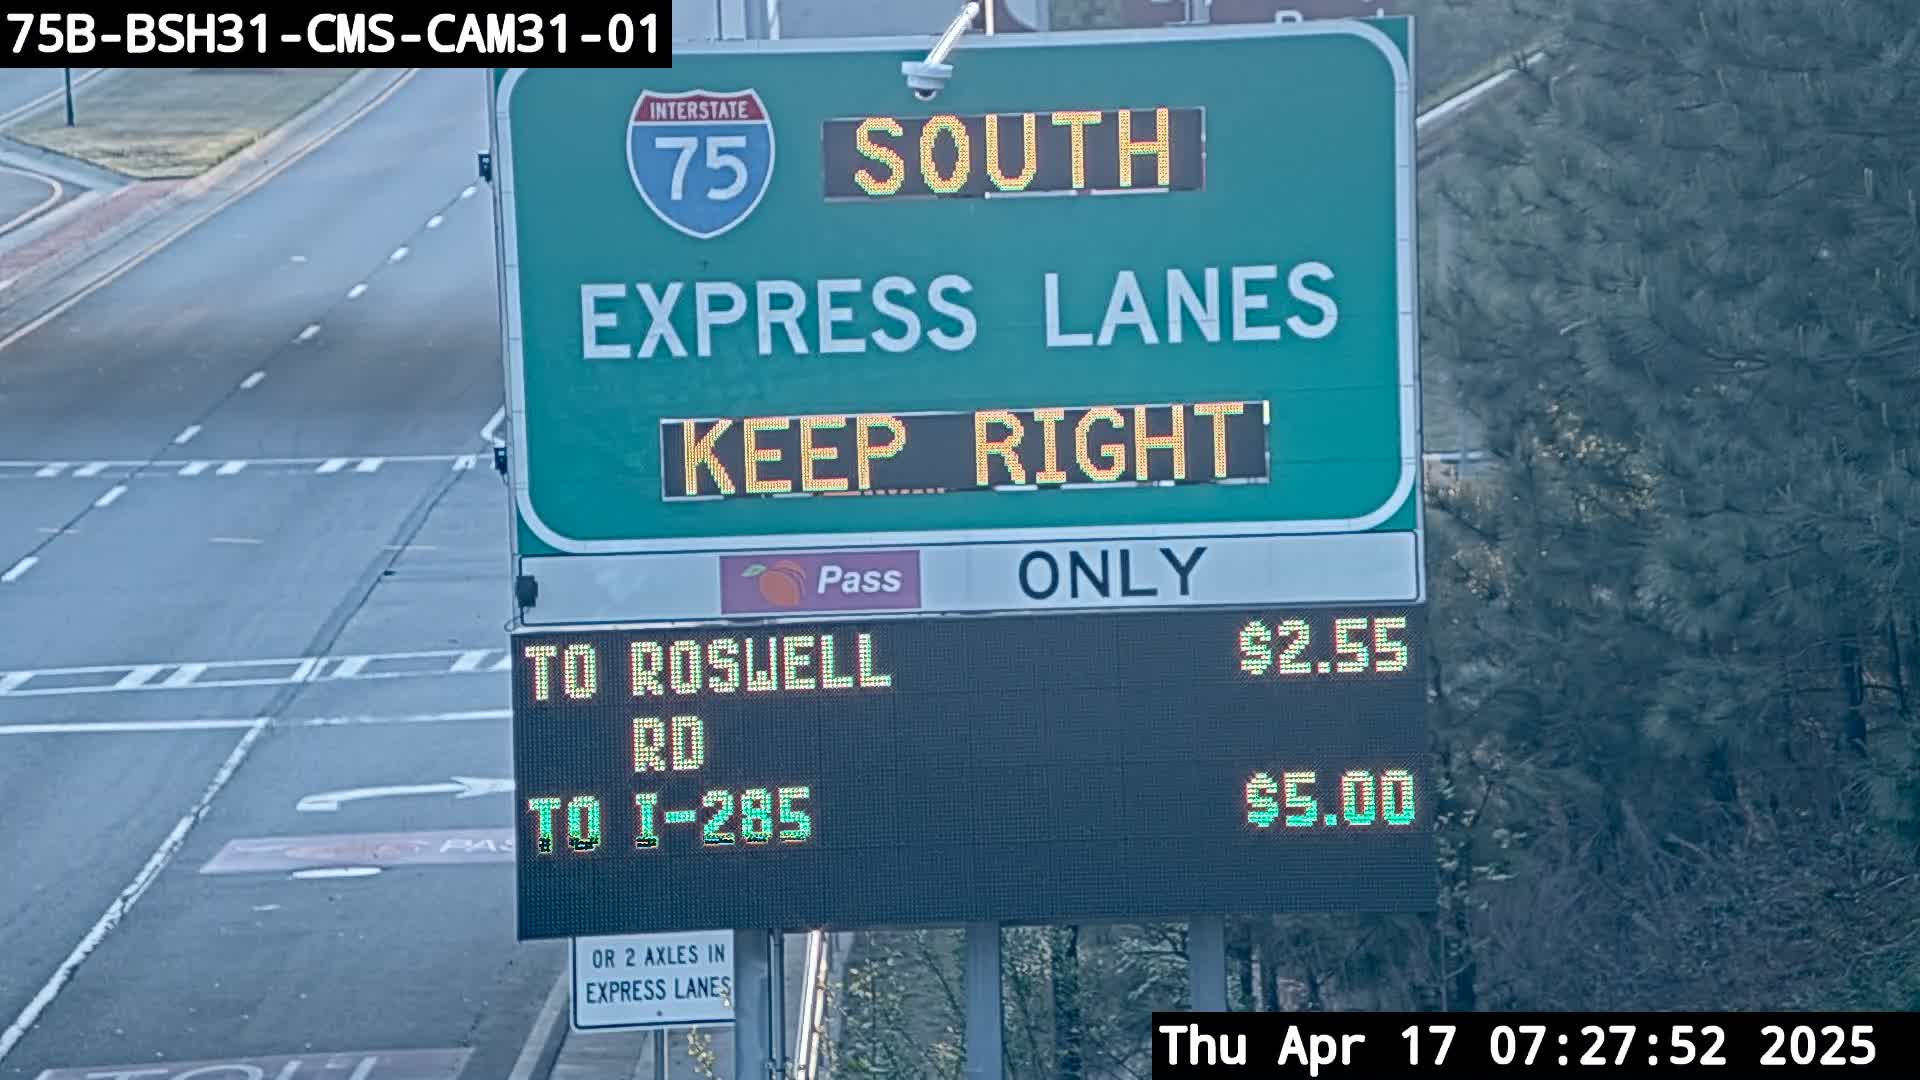 75B-BSH31-CMS-CAM31-01
INTERSTATE
75
SOUTH
EXPRESS LANES
KEEP RIGHT
Pass ONLY
TO ROSWELL $2.55
RD
TO I-285 $5.00
OR 2 AXLES IN
EXPRESS LANES
Thu Apr 17 07:27:52 2025